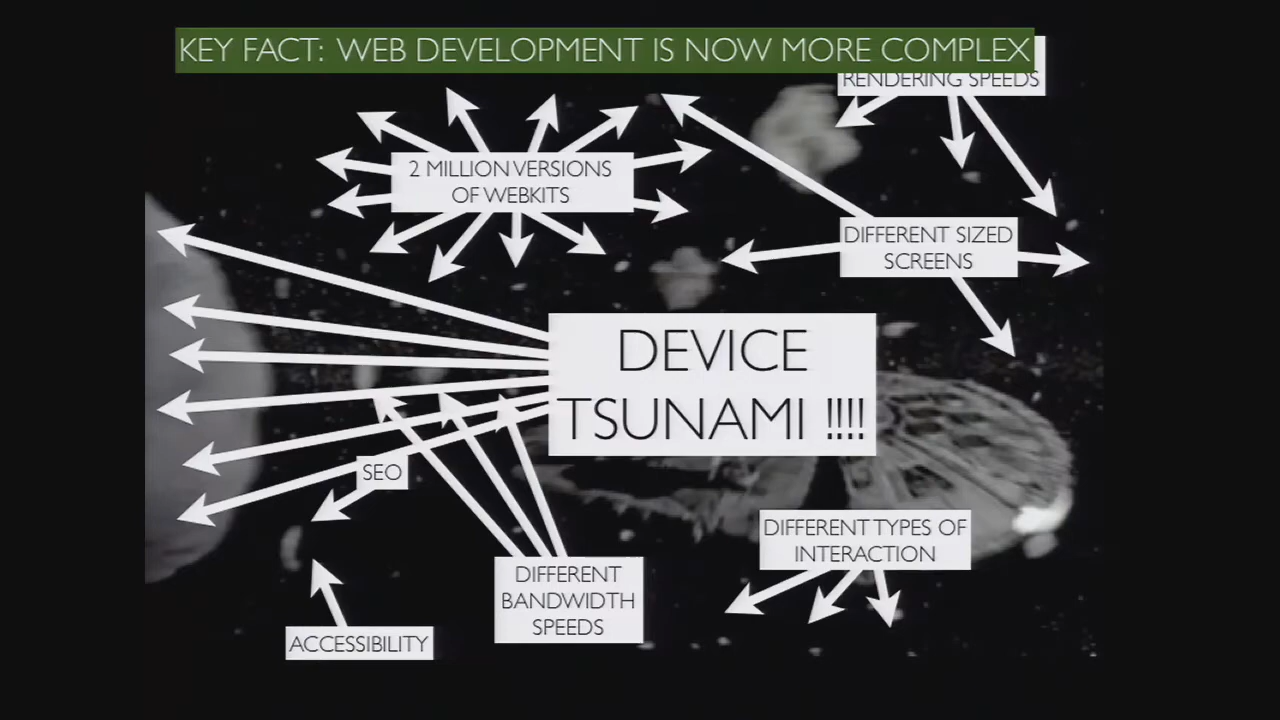 KEY FACT: WEB DEVELOPMENT IS NOW MORE COMPLEX
RENDERING SPEEDS
2 MILLION VERSIONS
OF WEBKITS
DIFFERENT SIZED
SCREENS
DEVICE
TSUNAMI !!!!
SEO
DIFFERENT TYPES OF
INTERACTION
DIFFERENT
BANDWIDTH
SPEEDS
ACCESSIBILITY